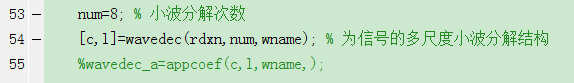 53 — num=8; % 小波分解次数
54 — [c,l]=wavedec(rdxn,num,wname); % 为信号的多尺度小波分解结构
55 %wavedec_a=appcoef(c,l,wname,);